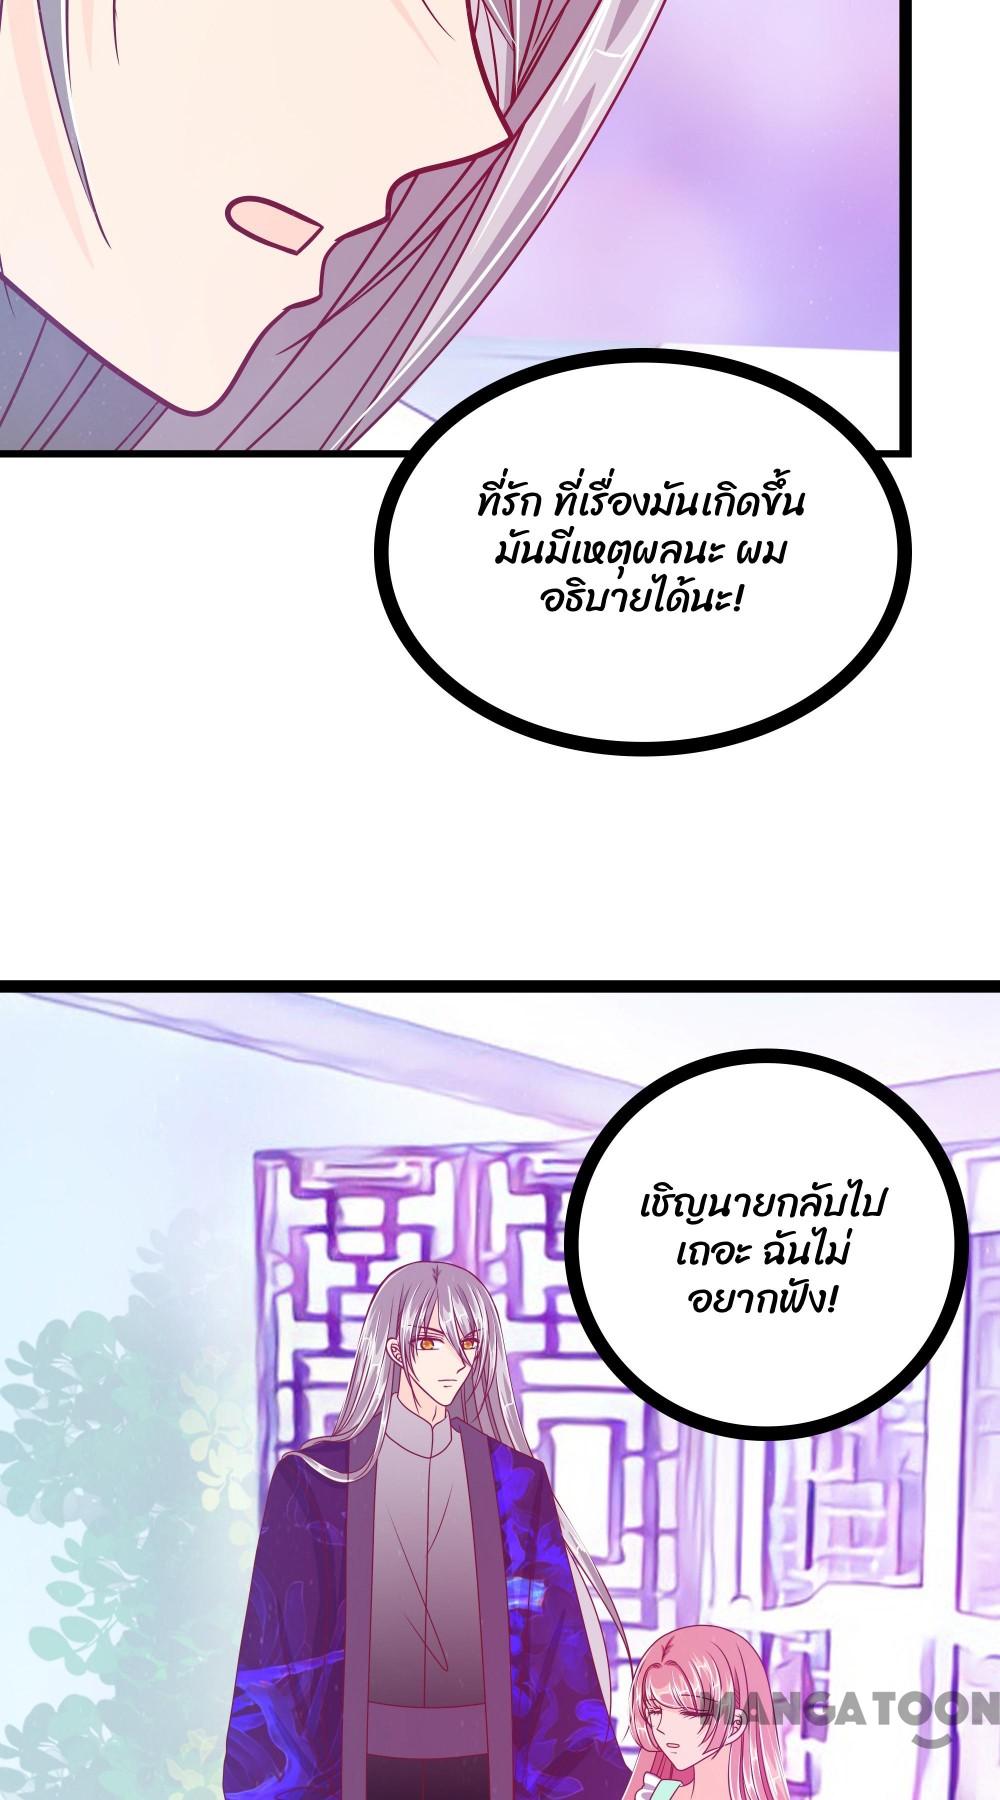 ที่รัก ที่เรื่องมันเกิดขึ้น
มันมีเหตุผลนะ ผม
อธิบายได้นะ!
เชิญนายกลับไป
เถอะ ฉันไม่
อยากฟัง!
MANGATOON